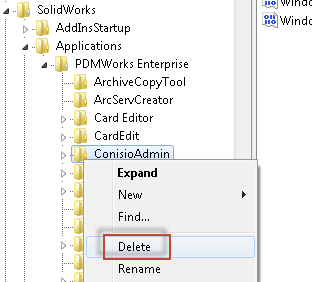 SolidWorks
AddInsStartup
Applications
PDMWorks Enterprise
ArchiveCopyTool
ArcServCreator
Card Editor
CardEdit
ConisioAdmin
Expand
New
Find...
Delete
Rename